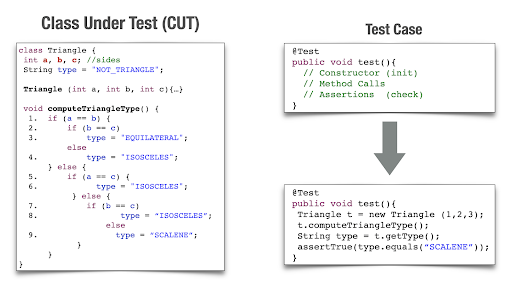 Class Under Test (CUT)
class Triangle {
int a, b, c; //sides
String type = "NOT_TRIANGLE";
Triangle (int a, int b, int c){…}
void computeTriangleType() {
1. if (a == b) {
2. if (b == c)
3. type = "EQUILATERAL";
else
4. type = "ISOSCELES";
} else {
5. if (a == c) {
6. type = "ISOSCELES";
} else {
7. if (b == c)
8. type = “ISOSCELES”;
else
9. type = “SCALENE”;
}
}
}
Test Case
@Test
public void test(){
// Constructor (init)
// Method Calls
// Assertions (check)
}
@Test
public void test(){
Triangle t = new Triangle (1,2,3);
t.computeTriangleType();
String type = t.getType();
assertTrue(type.equals(“SCALENE”));
}